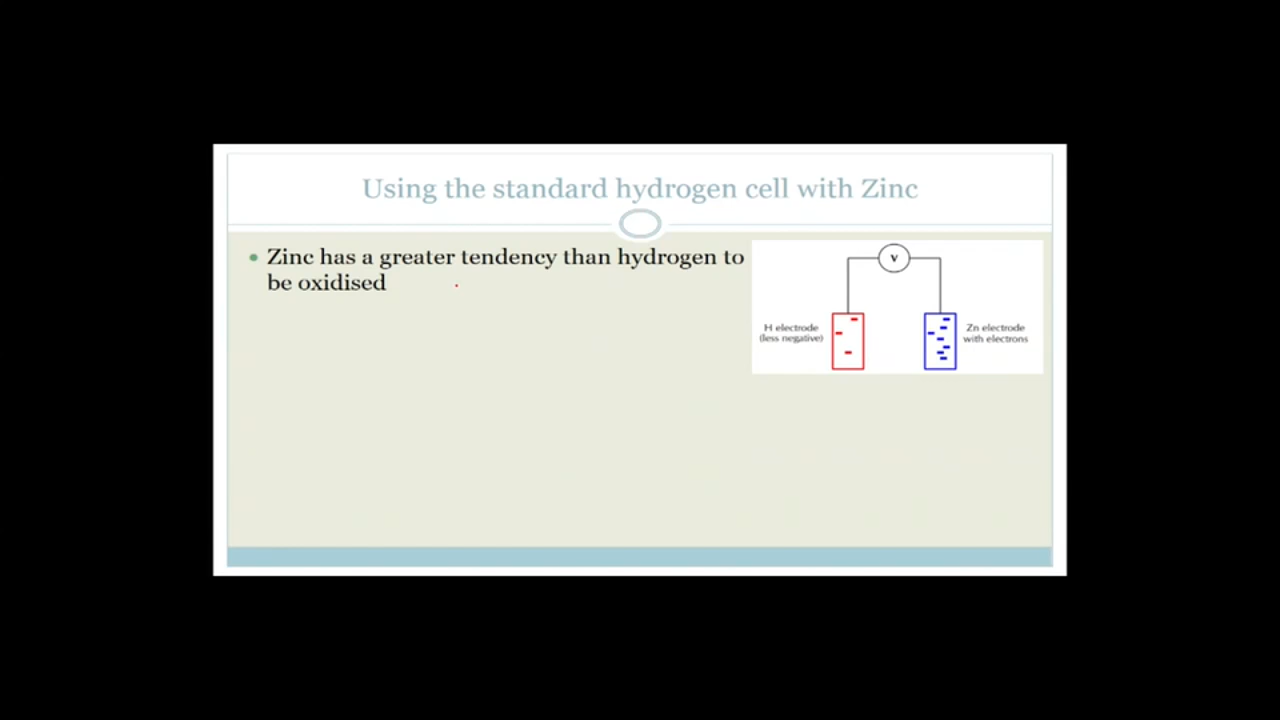 Using the standard hydrogen cell with Zinc
Zinc has a greater tendency than hydrogen to
be oxidised
V
H electrode
(less negative)
Zn electrode
with electrons